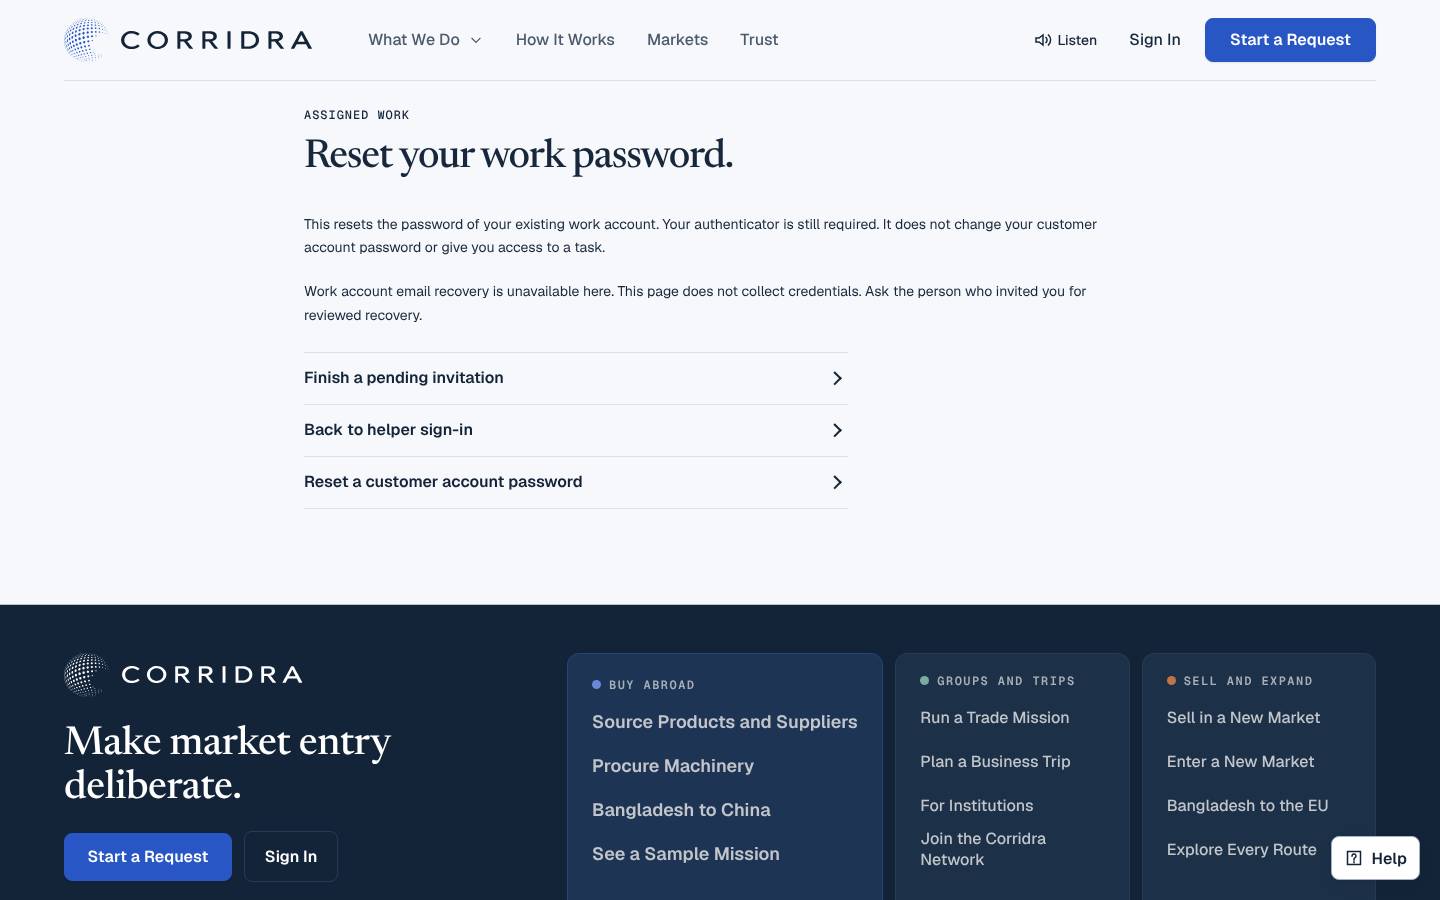 CORRIDRA
What We Do
How It Works
Markets
Trust
Listen
Sign In
Start a Request
ASSIGNED WORK
Reset your work password.
This resets the password of your existing work account. Your authenticator is still required. It does not change your customer
account password or give you access to a task.
Work account email recovery is unavailable here. This page does not collect credentials. Ask the person who invited you for
reviewed recovery.
Finish a pending invitation
Back to helper sign-in
Reset a customer account password
CORRIDRA
Make market entry
deliberate.
Start a Request
Sign In
BUY ABROAD
Source Products and Suppliers
Procure Machinery
Bangladesh to China
See a Sample Mission
GROUPS AND TRIPS
Run a Trade Mission
Plan a Business Trip
For Institutions
Join the Corridra
Network
SELL AND EXPAND
Sell in a New Market
Enter a New Market
Bangladesh to the EU
Explore Every Route
Help